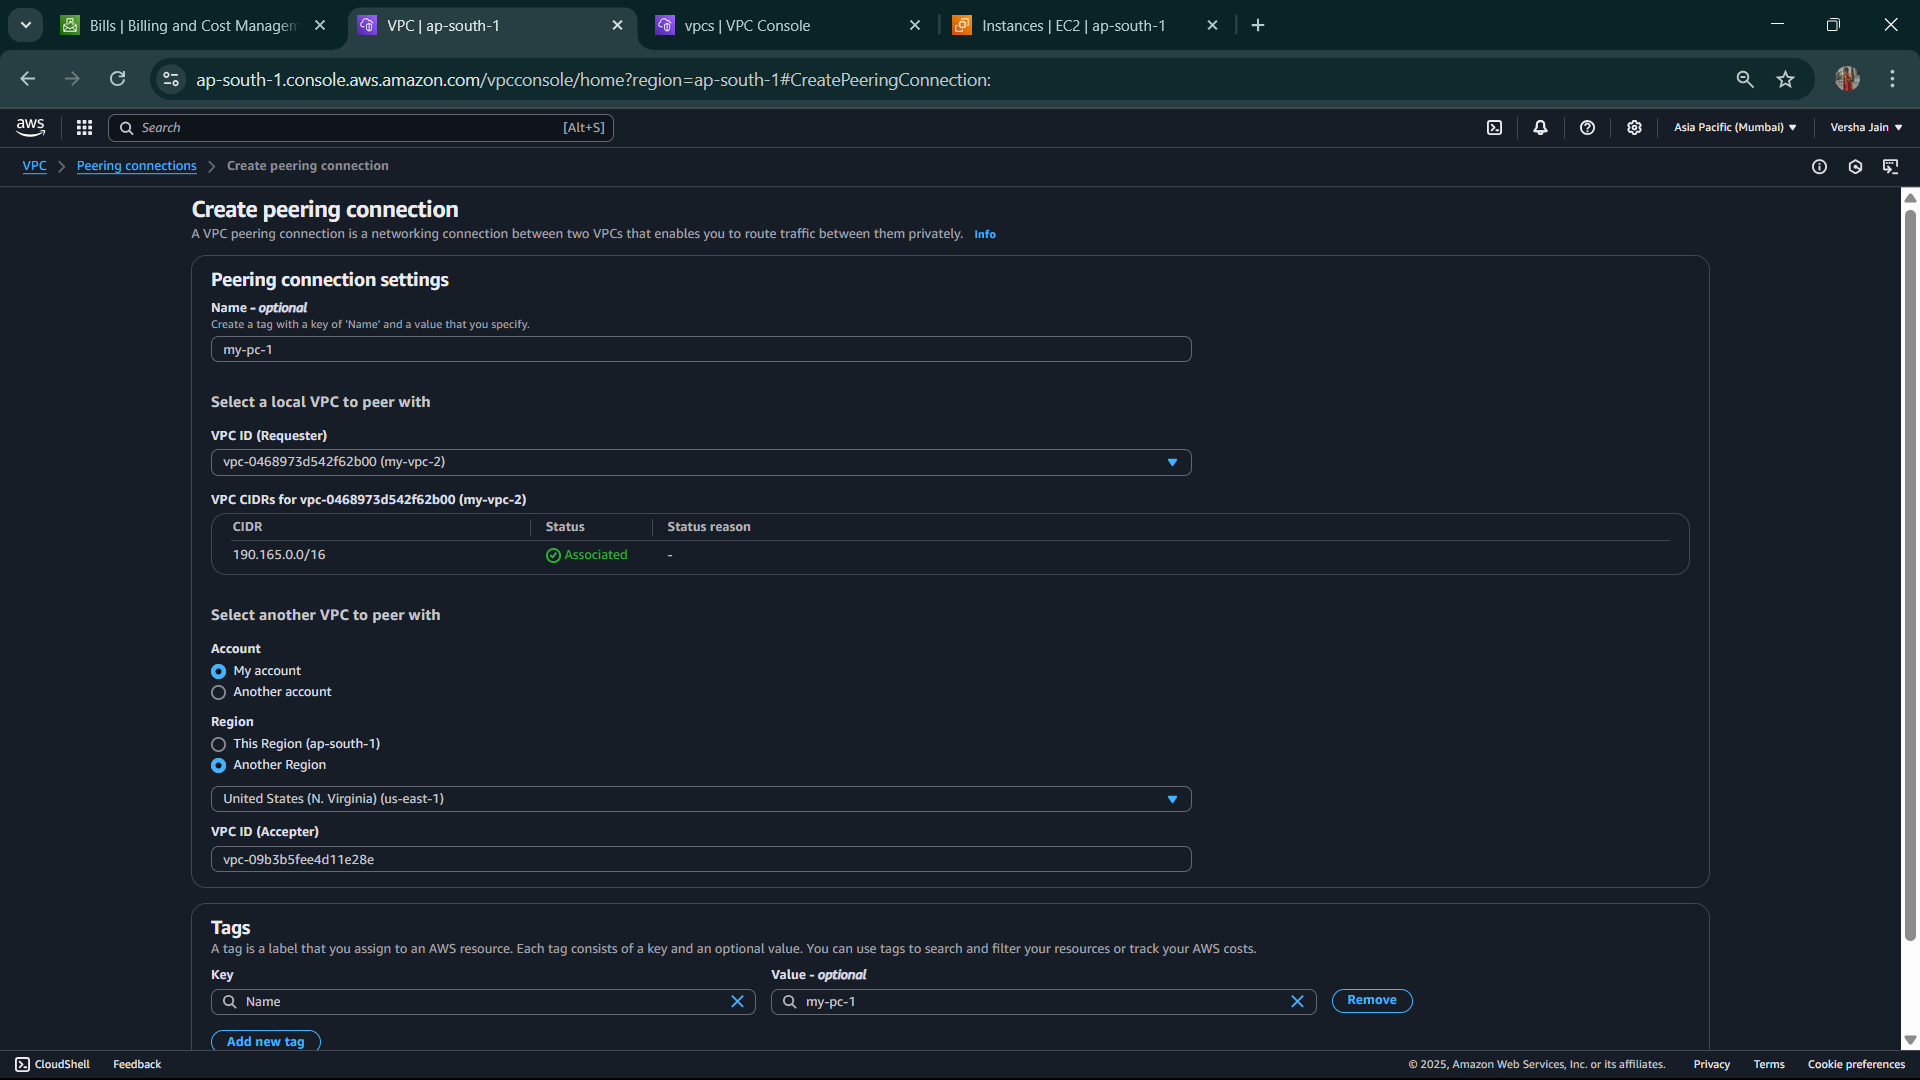 Bills | Billing and Cost Managem
VPC | ap-south-1
vpcs | VPC Console
Instances | EC2 | ap-south-1
ap-south-1.console.aws.amazon.com/vpcconsole/home?region=ap-south-1#CreatePeeringConnection:
aws
Search
[Alt+S]
Asia Pacific (Mumbai)
Versha Jain
VPC
Peering connections
Create peering connection
Create peering connection
A VPC peering connection is a networking connection between two VPCs that enables you to route traffic between them privately. Info
Peering connection settings
Name - optional
Create a tag with a key of 'Name' and a value that you specify.
my-pc-1
Select a local VPC to peer with
VPC ID (Requester)
vpc-0468973d542f62b00 (my-vpc-2)
VPC CIDRs for vpc-0468973d542f62b00 (my-vpc-2)
CIDR Status Status reason
190.165.0.0/16 Associated -
Select another VPC to peer with
Account
My account
Another account
Region
This Region (ap-south-1)
Another Region
United States (N. Virginia) (us-east-1)
VPC ID (Accepter)
vpc-09b3b5fee4d11e28e
Tags
A tag is a label that you assign to an AWS resource. Each tag consists of a key and an optional value. You can use tags to search and filter your resources or track your AWS costs.
Key Value - optional
Name my-pc-1 Remove
Add new tag
CloudShell Feedback © 2025, Amazon Web Services, Inc. or its affiliates. Privacy Terms Cookie preferences